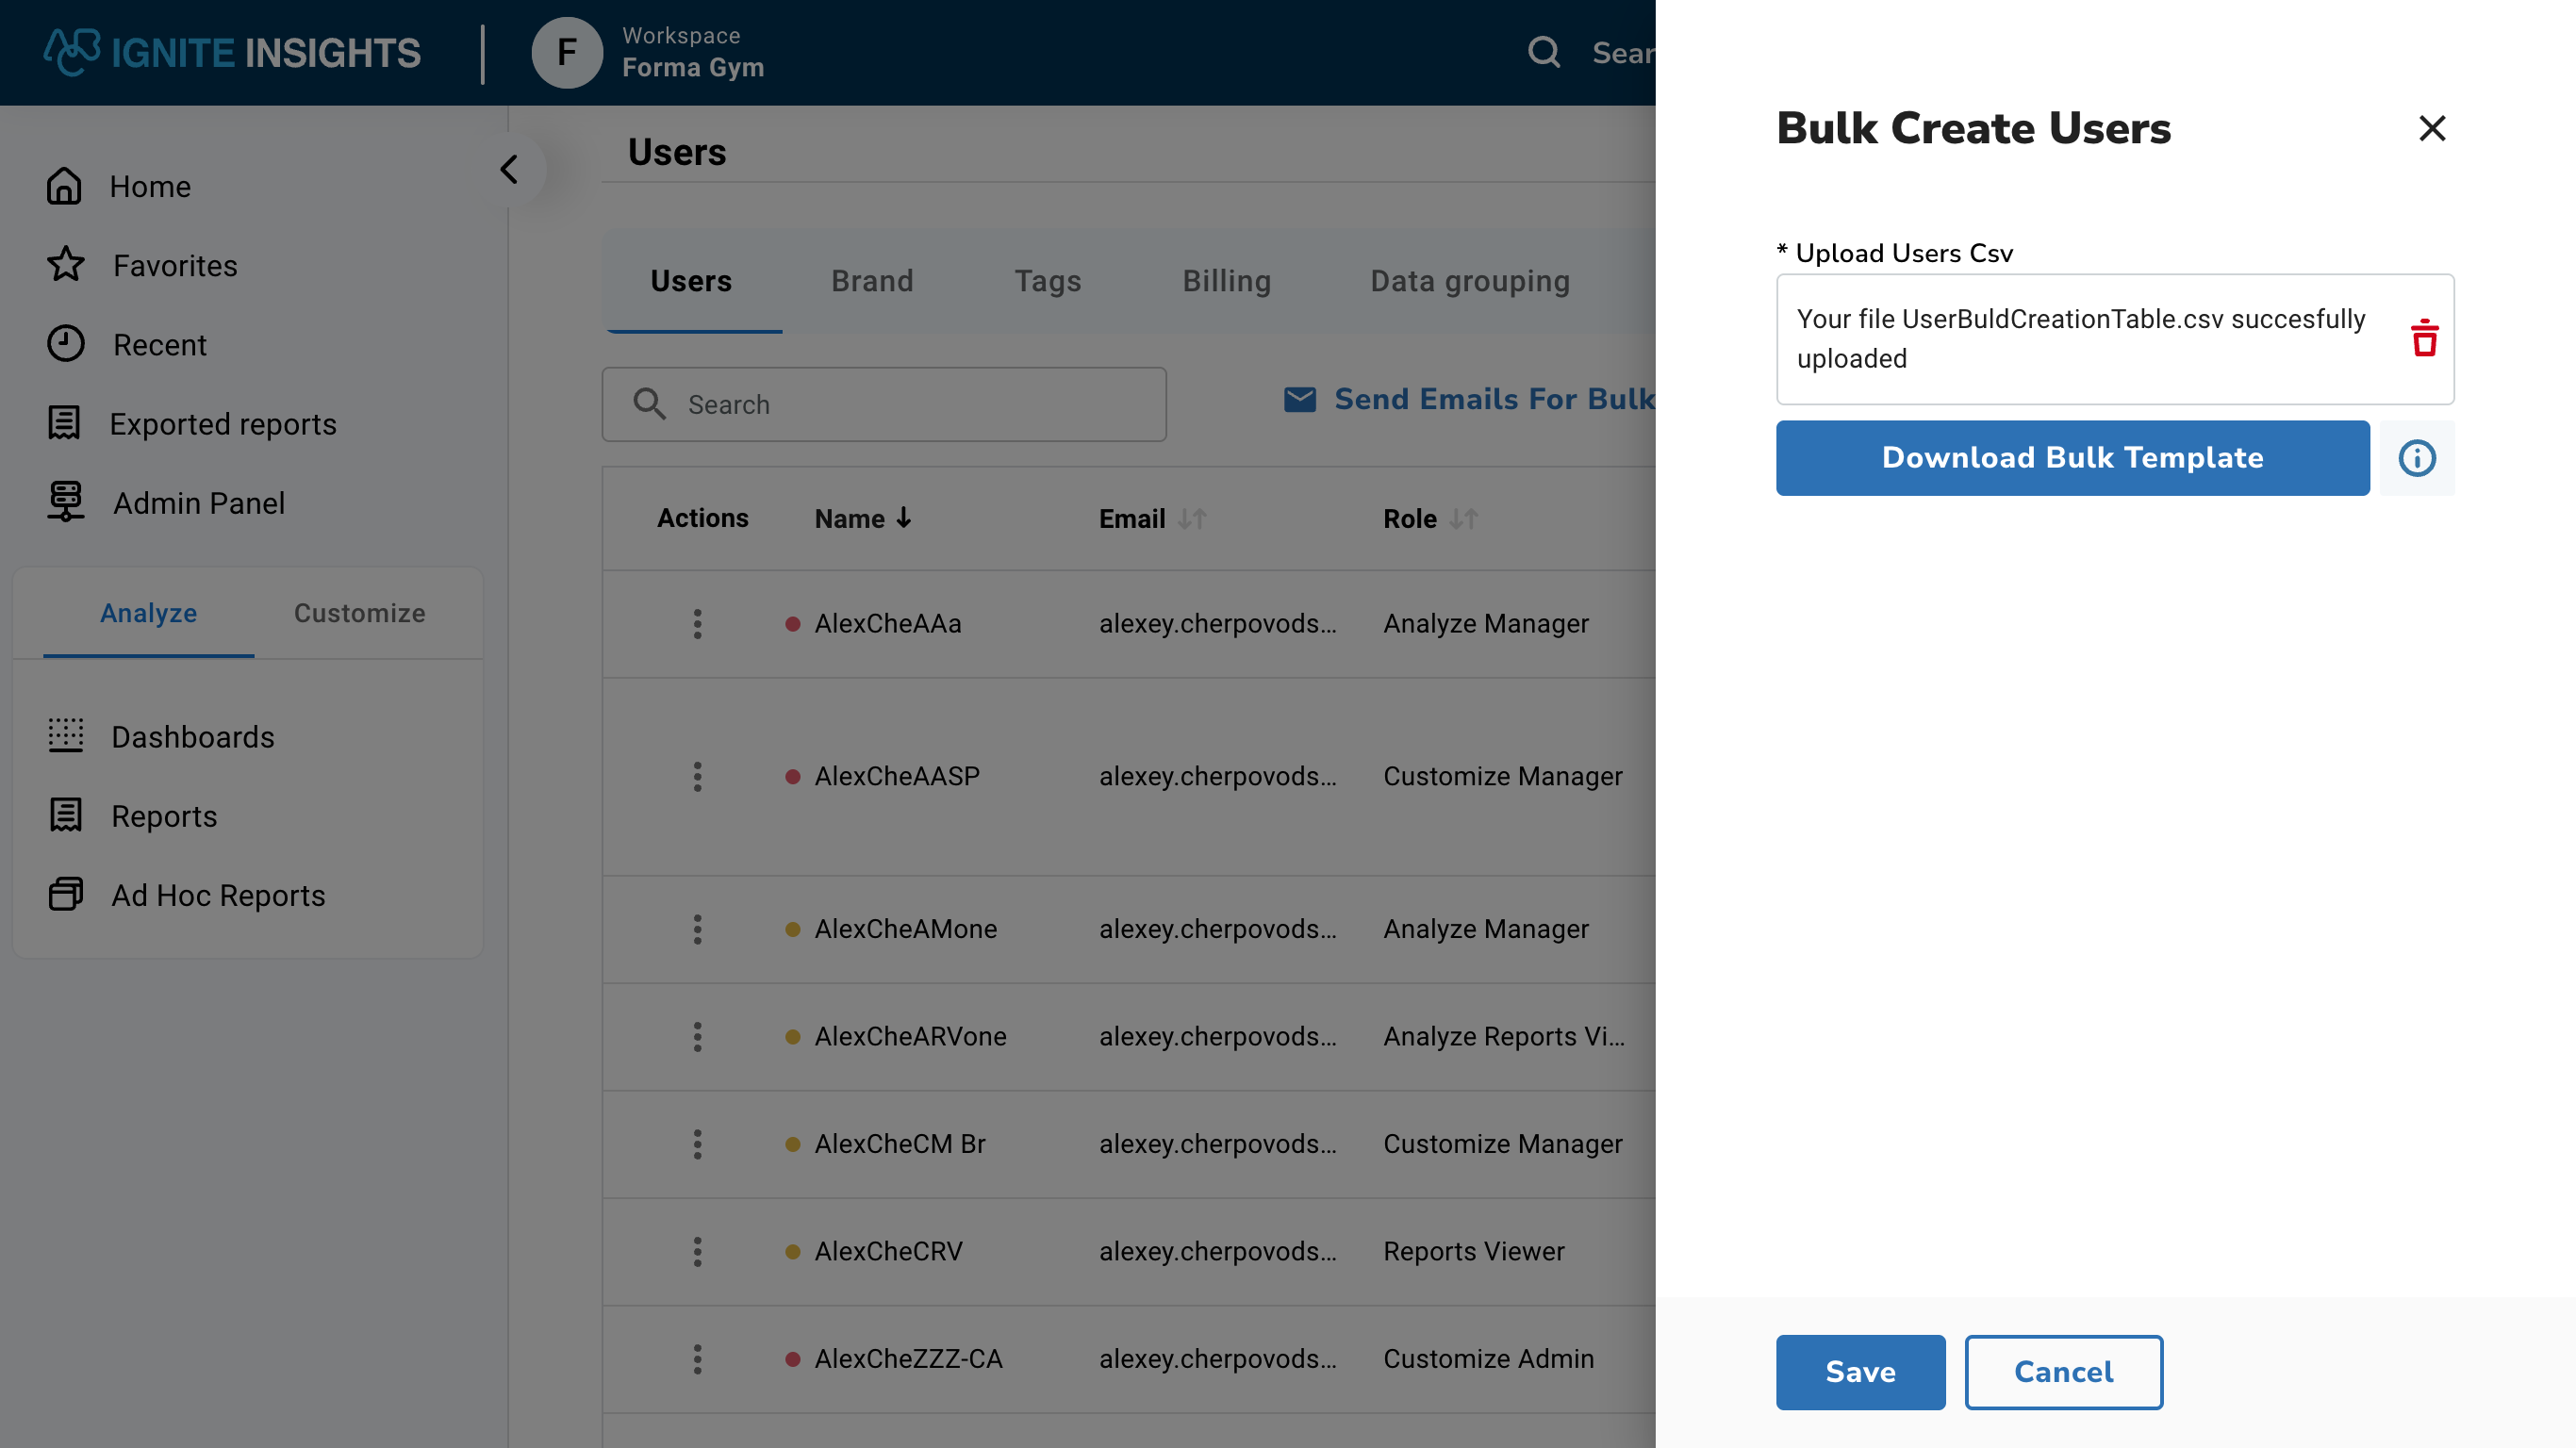 IGNITE INSIGHTS
F
Workspace
Forma Gym
Sear
Home
Favorites
Recent
Exported reports
Admin Panel
Analyze
Customize
Dashboards
Reports
Ad Hoc Reports
Users
Users
Brand
Tags
Billing
Data grouping
Search
Send Emails For Bulk
Actions
Name
Email
Role
AlexCheAAa
alexey.cherpovods...
Analyze Manager
AlexCheAASP
alexey.cherpovods...
Customize Manager
AlexCheAMone
alexey.cherpovods...
Analyze Manager
AlexCheARVone
alexey.cherpovods...
Analyze Reports Vi...
AlexCheCM Br
alexey.cherpovods...
Customize Manager
AlexCheCRV
alexey.cherpovods...
Reports Viewer
AlexCheZZZ-CA
alexey.cherpovods...
Customize Admin
Bulk Create Users
* Upload Users Csv
Your file UserBuldCreationTable.csv succesfully
uploaded
Download Bulk Template
Save
Cancel